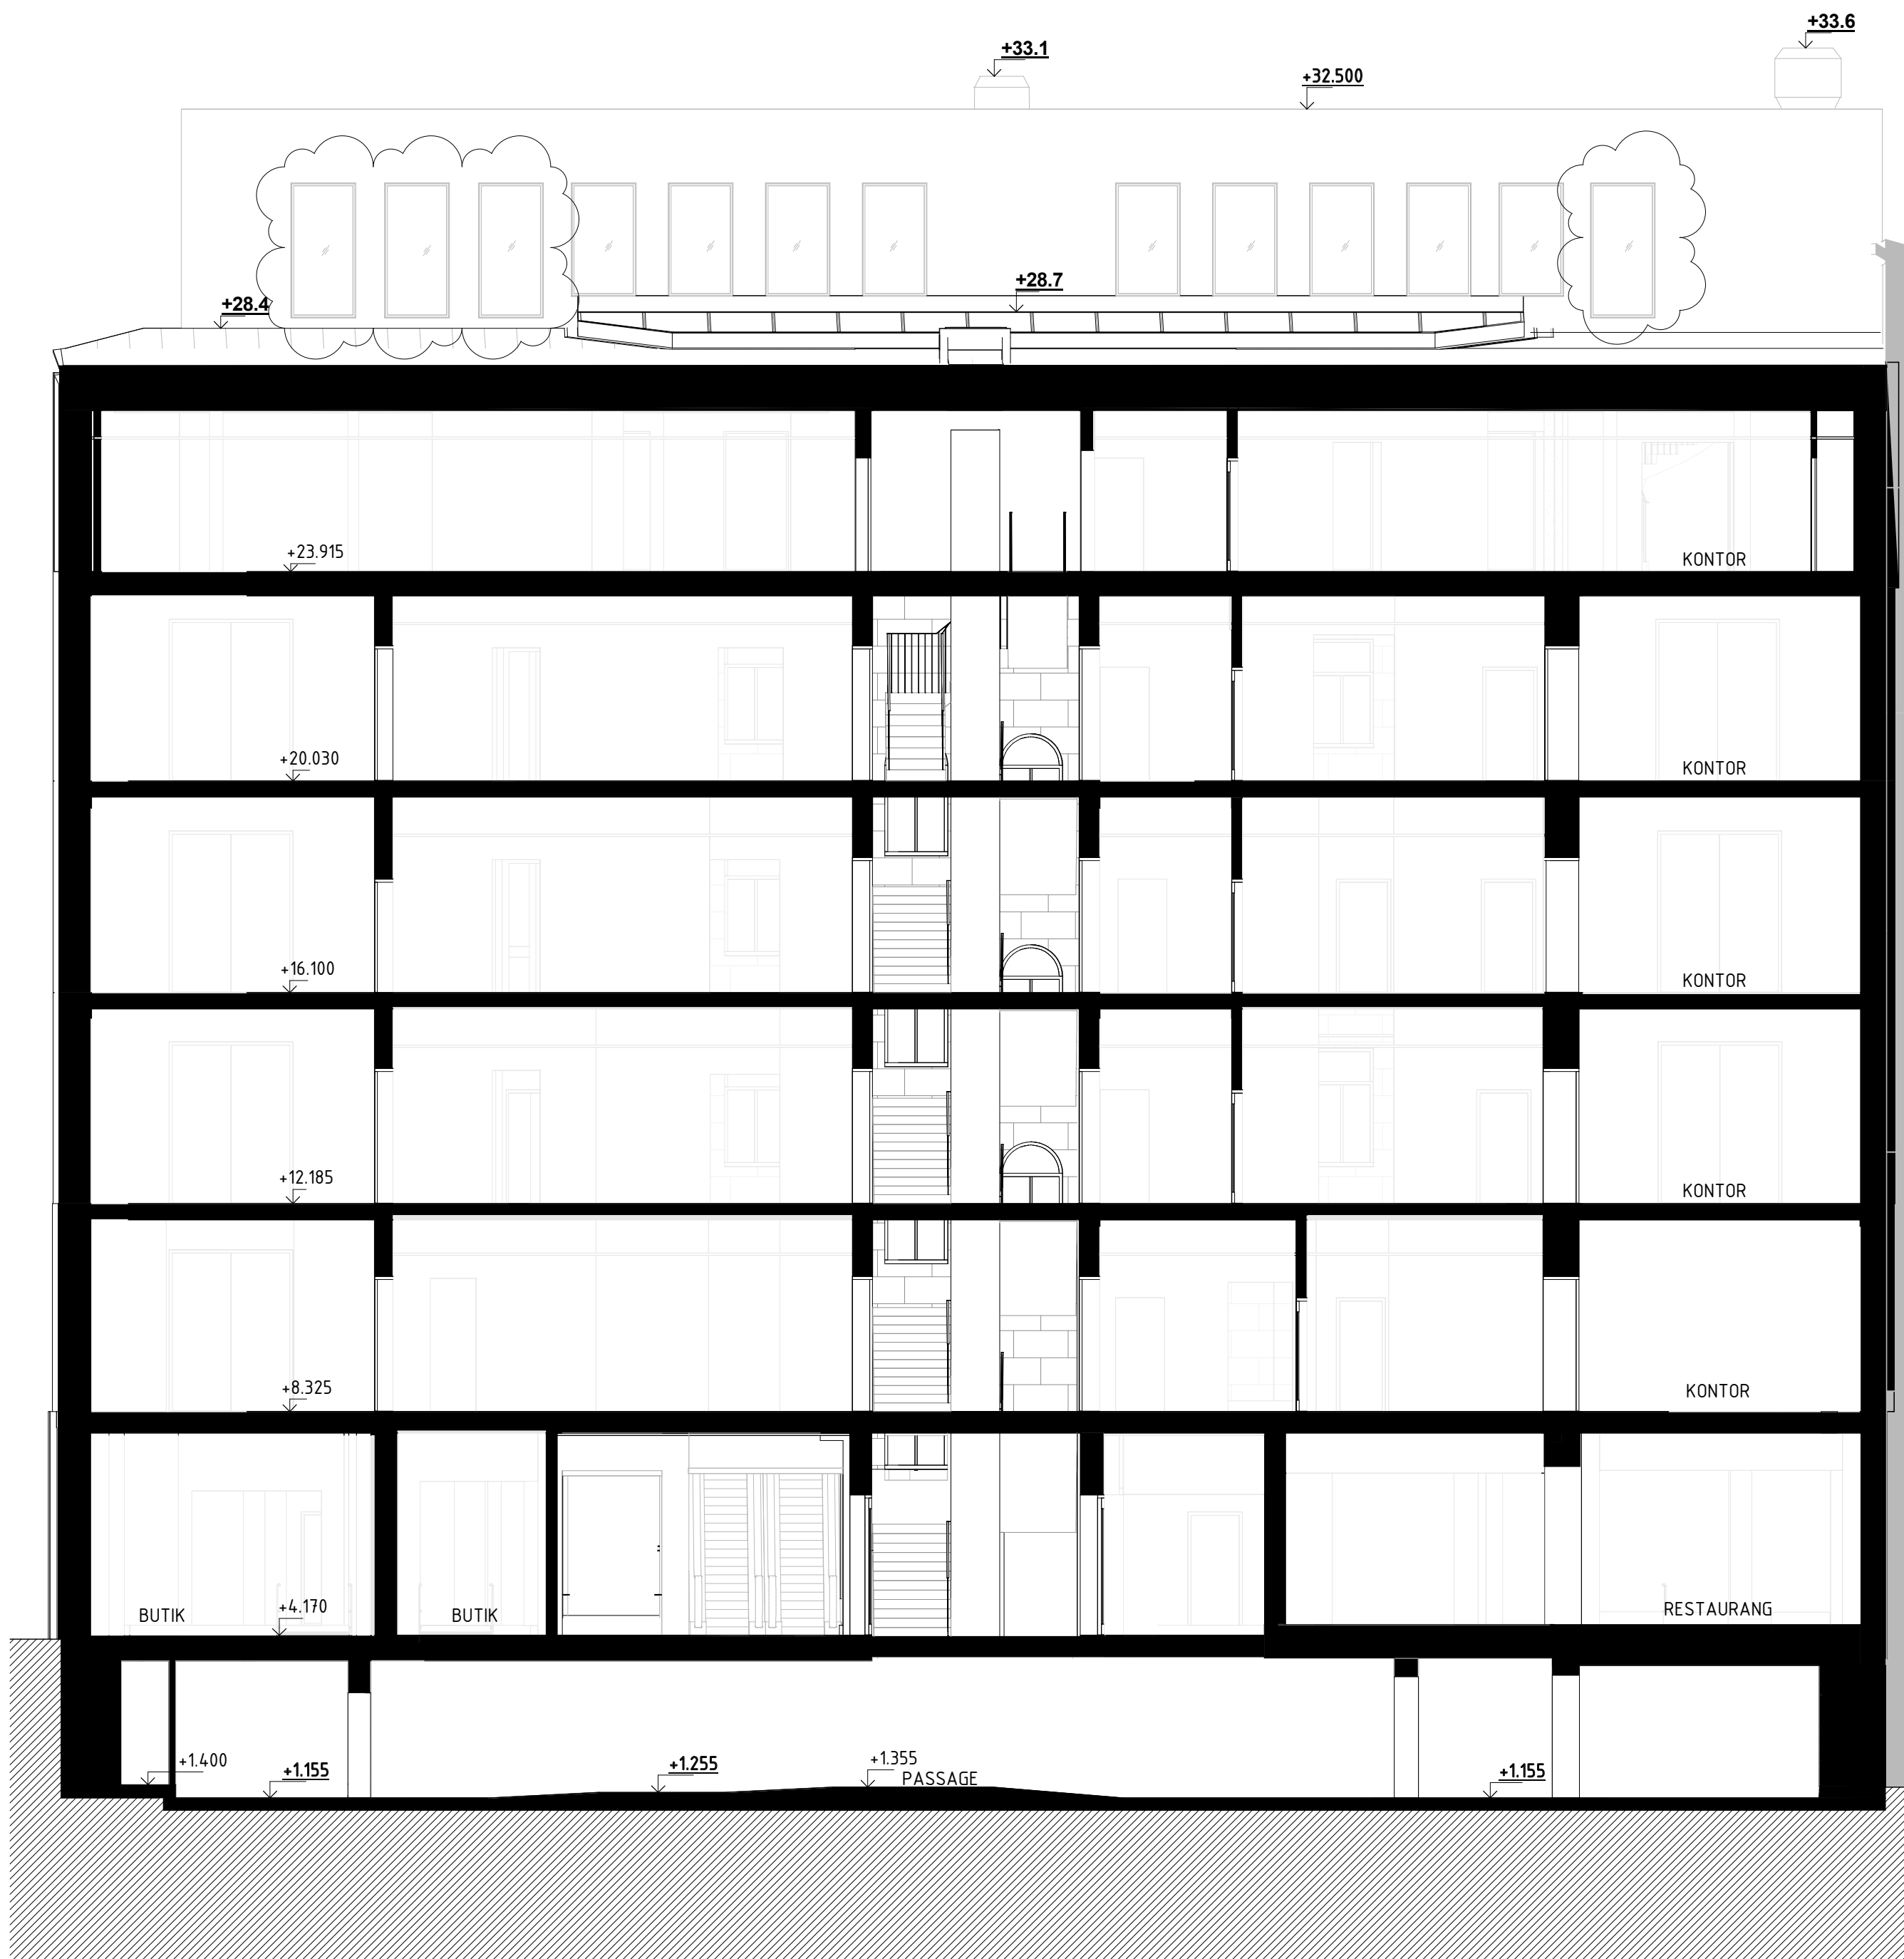 +33.6
+33.1
+32.500
+28.7
+28.4
+23.915
KONTOR
+20.030
KONTOR
+16.100
KONTOR
+12.185
KONTOR
+8.325
KONTOR
+4.170
BUTIK
BUTIK
RESTAURANG
+1.400
+1.155
+1.255
+1.355
PASSAGE
+1.155